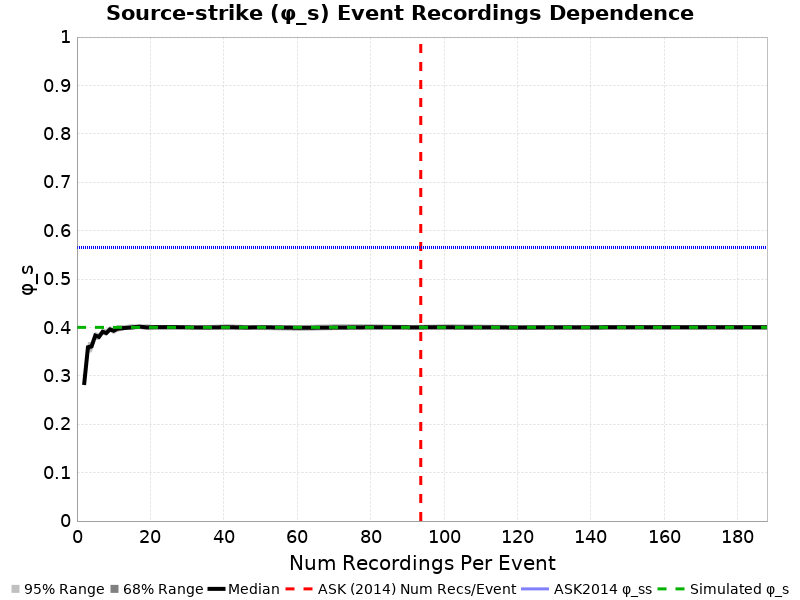 Source-strike (φ_s) Event Recordings Dependence
1
0.9
0.8
0.7
0.6
0.5
0.4
0.3
0.2
0.1
0
φ_s
0 20 40 60 80 100 120 140 160 180
Num Recordings Per Event
95% Range 68% Range Median ASK (2014) Num Recs/Event ASK2014 φ_ss Simulated φ_s